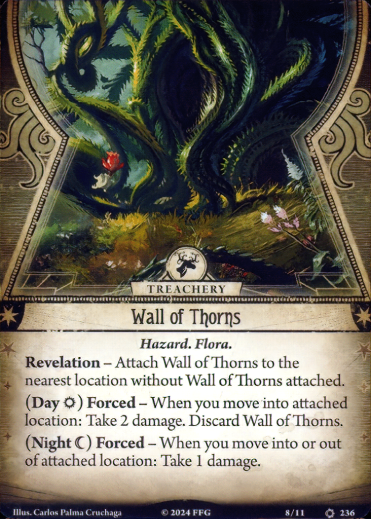 TREACHERY
Wall of Thorns
Hazard. Flora.
Revelation – Attach Wall of Thorns to the
nearest location without Wall of Thorns attached.
(Day ☼) Forced – When you move into attached
location: Take 2 damage. Discard Wall of Thorns.
(Night ☾) Forced – When you move into or out
of attached location: Take 1 damage.
Illus. Carlos Palma Cruchaga © 2024 FFG 8/11 236